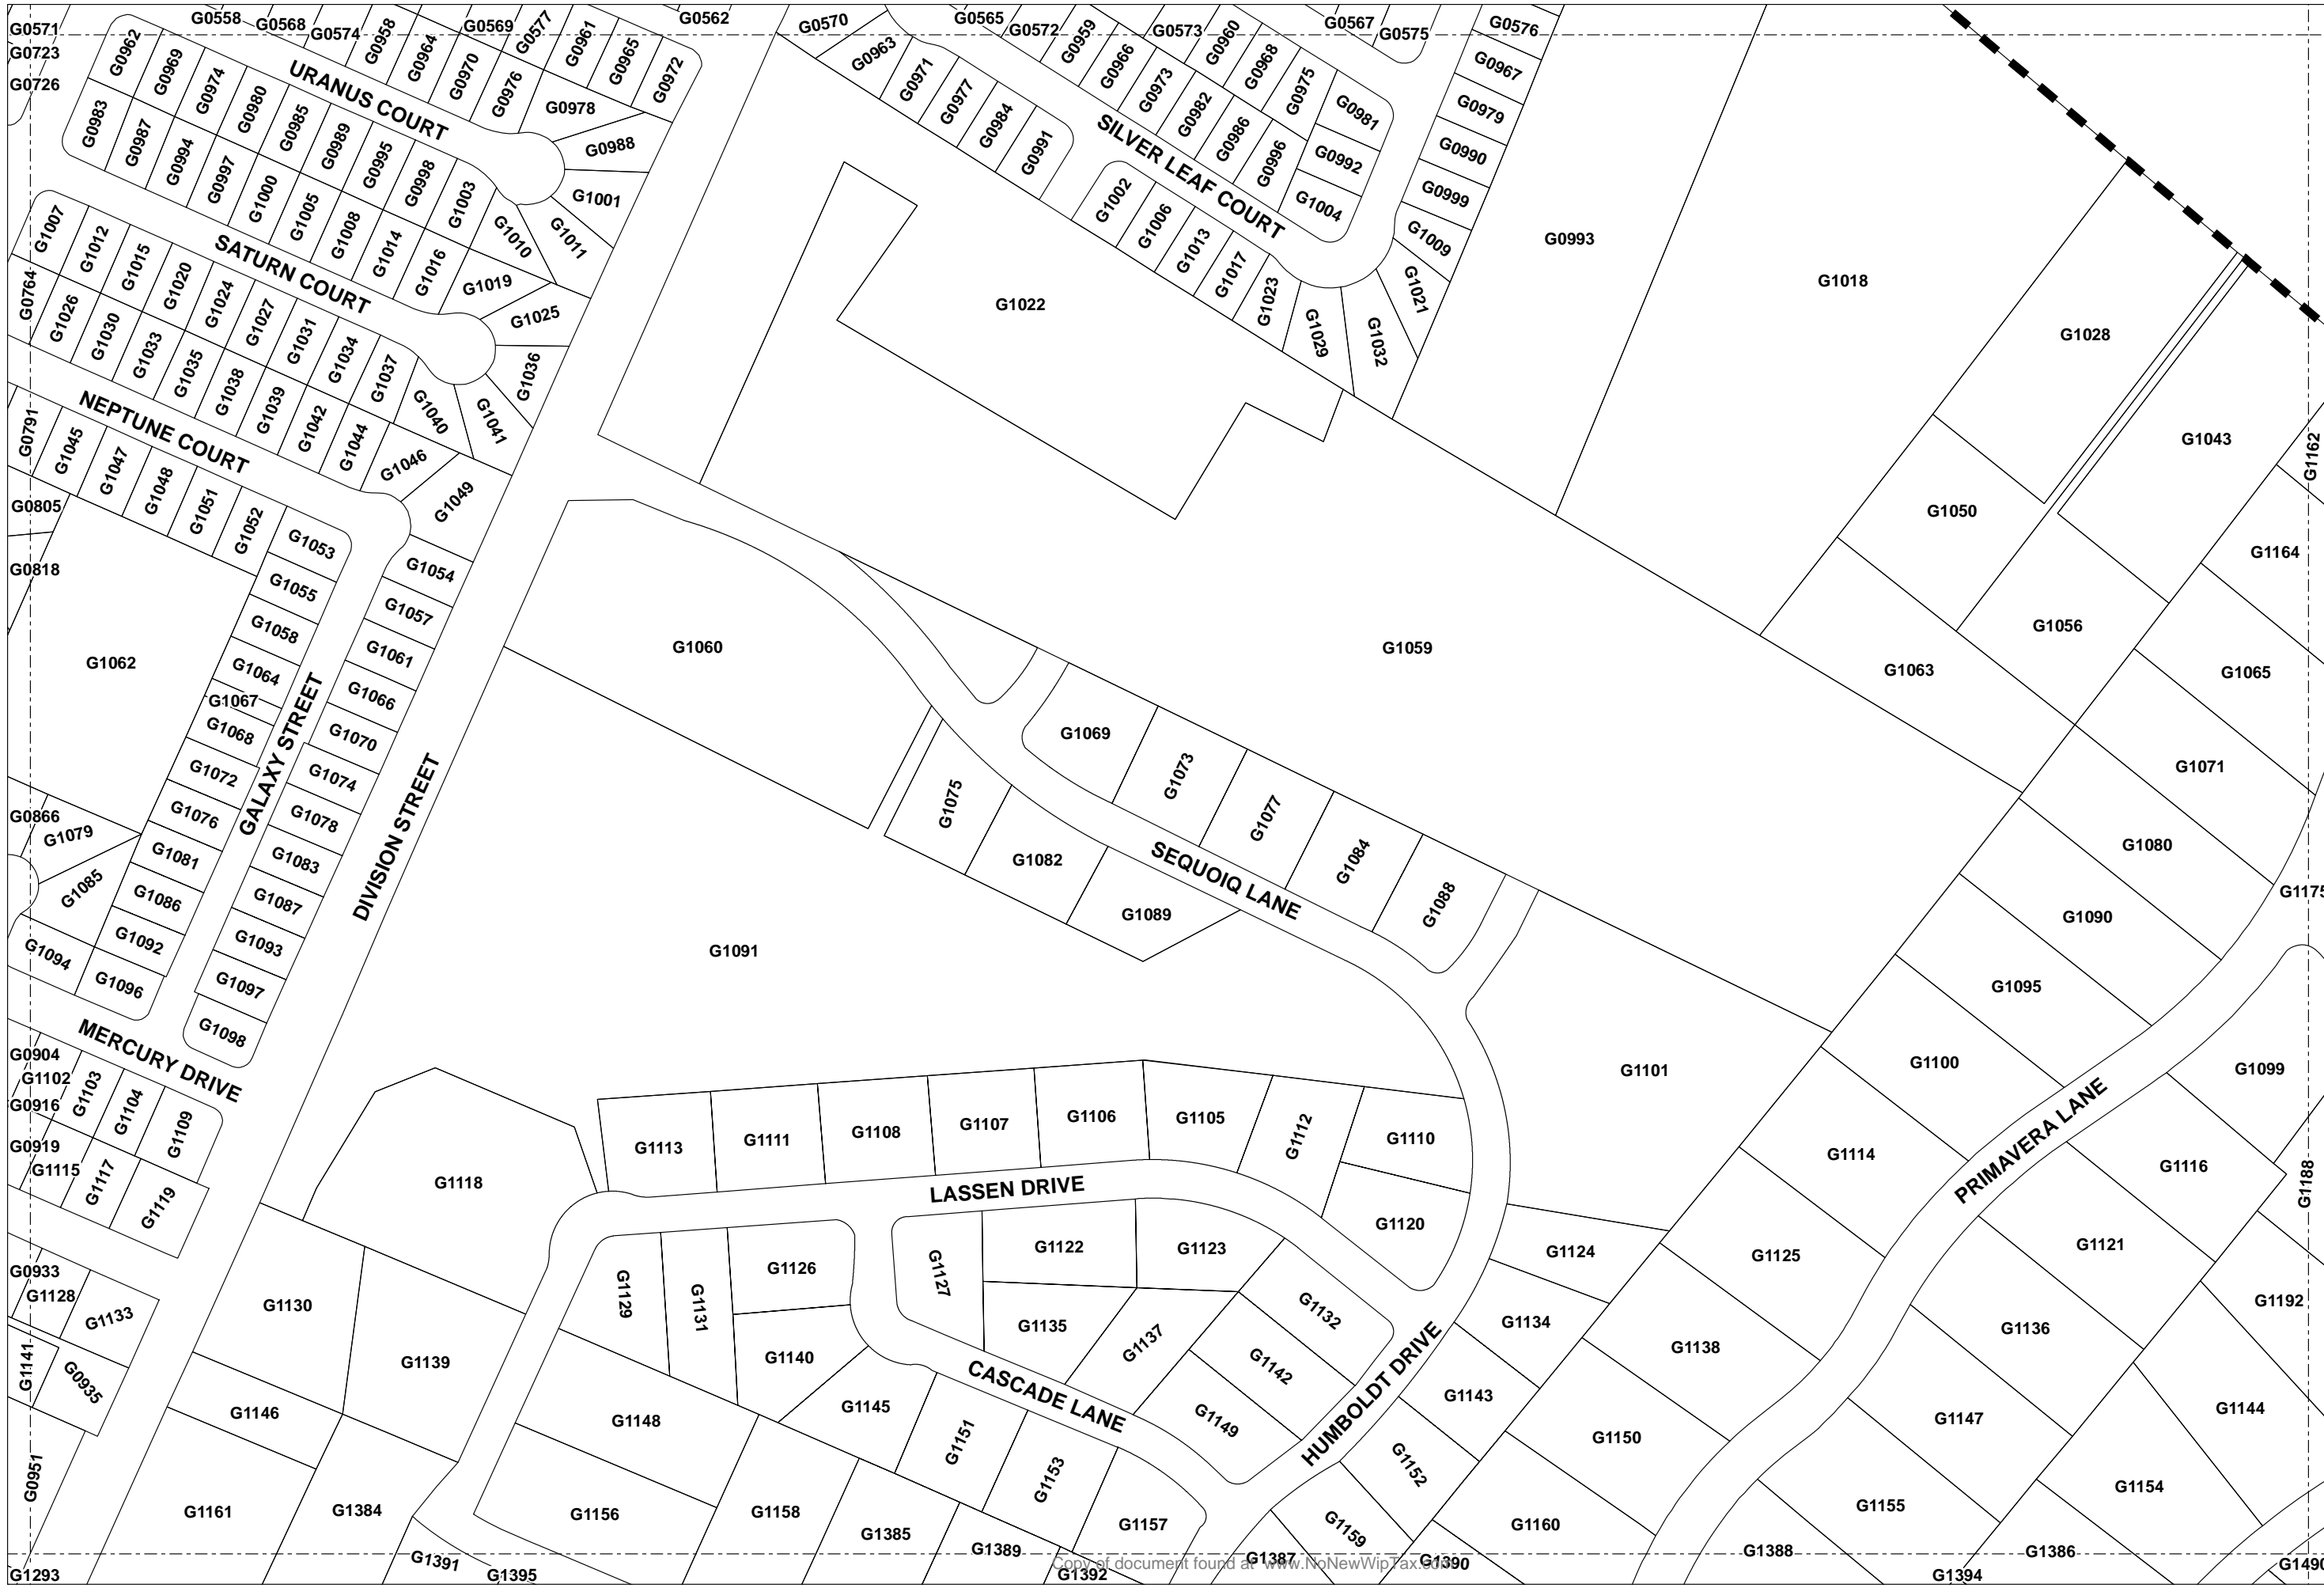 G0571
G0558
G0568
G0574
G0958
G0964
G0569
G0577
G0961
G0562
G0570
G0565
G0572
G0959
G0573
G0960
G0567
G0575
G0576
G0723
G0726
G0962
G0969
G0974
G0980
G0985
G0989
G0995
G0998
G1003
URANUS COURT
G0970
G0976
G0965
G0972
G0978
G0988
G1001
G1011
G1010
G0963
G0971
G0977
G0984
G0991
G0966
G0973
G0982
G0986
G0996
G0968
G0975
G0981
G0992
G1004
SILVER LEAF COURT
G0967
G0979
G0990
G0999
G1009
G1021
G0993
G1018
G0983
G0987
G0994
G0997
G1000
G1005
G1008
G1014
G1016
G1019
G1025
G1036
G1041
G1040
G1007
G1012
G1015
G1020
G1024
G1027
G1031
G1034
G1037
SATURN COURT
G1002
G1006
G1013
G1017
G1023
G1029
G1032
G1022
G1028
G1043
G1162
G0764
G1026
G1030
G1033
G1035
G1038
G1039
G1042
G1044
G1046
G1049
NEPTUNE COURT
G0791
G1045
G1047
G1048
G1051
G1052
G1053
G1054
G1050
G1164
G0805
G0818
G1055
G1057
G1058
G1061
G1056
G1062
G1064
G1066
G1060
G1059
G1063
G1065
G1067
G1068
G1070
GALAXY STREET
G1069
G1073
G1077
G1084
G1088
G1071
G1072
G1074
G1076
G1078
DIVISION STREET
G1075
G1082
G1089
SEQUOIQ LANE
G1080
G0866
G1079
G1081
G1083
G1085
G1086
G1087
G1175
G1090
G1092
G1093
G1094
G1096
G1097
G1098
G1091
G1095
MERCURY DRIVE
G0904
G1102
G1103
G1104
G1109
G0916
G0919
G1115
G1117
G1119
G1101
G1100
G1099
PRIMAVERA LANE
G1118
G1113
G1111
G1108
G1107
G1106
G1105
G1112
G1110
G1114
G1116
G1188
LASSEN DRIVE
G1120
G1122
G1123
G1124
G1125
G1121
G0933
G1128
G1133
G1130
G1129
G1131
G1126
G1127
G1132
G1192
G1135
G1137
G1134
G1138
G1136
G1141
G0935
G1139
G1140
G1142
CASCADE LANE
HUMBOLDT DRIVE
G1146
G1148
G1145
G1149
G1143
G1150
G1147
G1144
G0951
G1151
G1153
G1152
G1154
G1161
G1384
G1156
G1158
G1385
G1157
G1159
G1160
G1155
G1391
G1389
G1387
G1390
G1388
G1386
Copy of document found at www.NoNewWipTax.com
G1293
G1395
G1392
G1394
G1490